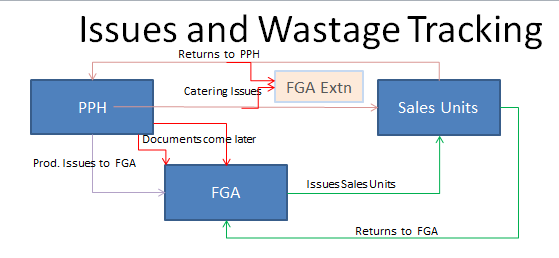 Issues and Wastage Tracking
Returns to PPH
Catering Issues
FGA Extn
PPH
Sales Units
Documents come later
Prod. Issues to FGA
FGA
Issues Sales Units
Returns to FGA